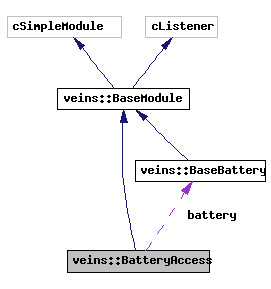 cSimpleModule
cListener
veins::BaseModule
veins::BaseBattery
battery
veins::BatteryAccess